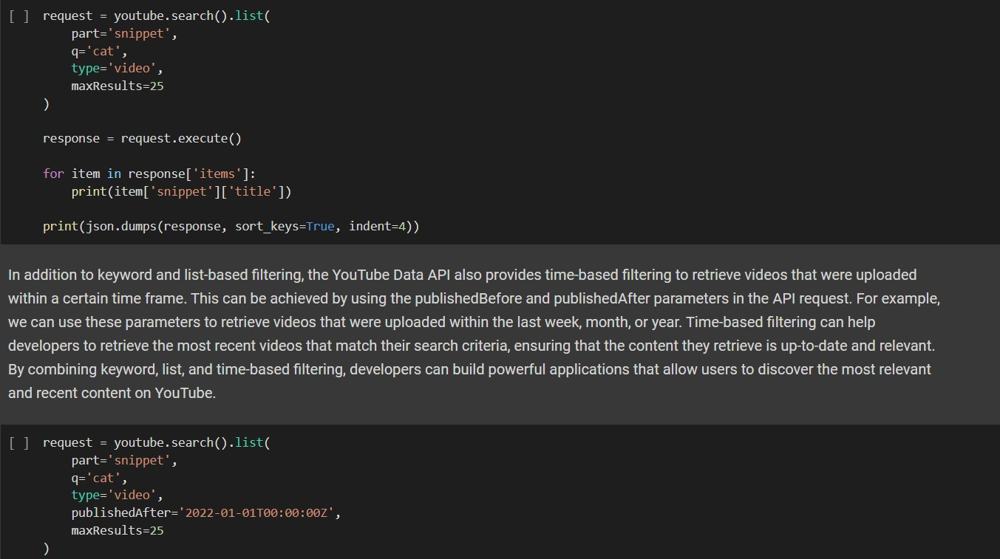 [ ] request = youtube.search().list(
    part='snippet',
    q='cat',
    type='video',
    maxResults=25
)
response = request.execute()
for item in response['items']:
    print(item['snippet']['title'])
print(json.dumps(response, sort_keys=True, indent=4))
In addition to keyword and list-based filtering, the YouTube Data API also provides time-based filtering to retrieve videos that were uploaded
within a certain time frame. This can be achieved by using the publishedBefore and publishedAfter parameters in the API request. For example,
we can use these parameters to retrieve videos that were uploaded within the last week, month, or year. Time-based filtering can help
developers to retrieve the most recent videos that match their search criteria, ensuring that the content they retrieve is up-to-date and relevant.
By combining keyword, list, and time-based filtering, developers can build powerful applications that allow users to discover the most relevant
and recent content on YouTube.
[ ] request = youtube.search().list(
    part='snippet',
    q='cat',
    type='video',
    publishedAfter='2022-01-01T00:00:00Z',
    maxResults=25
)